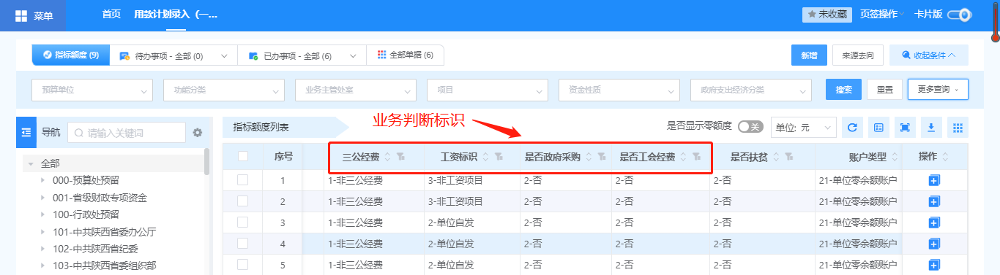 菜单 首页 用款计划录入（一... 未收藏 页签操作 卡片版
指标额度 (9) 待办事项 - 全部 (0) 已办事项 - 全部 (6) 全部单据 (6) 新增 来源去向 收起条件
预算单位 功能分类 业务主管处室 项目 资金性质 政府支出经济分类 搜索 重置 更多查询
业务判断标识
导航 请输入关键词 指标额度列表 是否显示零额度 关 单位: 元
序号 三公经费 工资标识 是否政府采购 是否工会经费 是否扶贫 账户类型 操作
全部
1 1-非三公经费 3-非工资项目 2-否 2-否 2-否 21-单位零余额账户
000-预算处预留
2 1-非三公经费 3-非工资项目 2-否 2-否 2-否 21-单位零余额账户
001-省级财政专项资金
100-行政处预留
3 1-非三公经费 2-单位自发 2-否 2-否 2-否 21-单位零余额账户
101-中共陕西省委办公厅
4 1-非三公经费 2-单位自发 2-否 2-否 2-否 21-单位零余额账户
102-中共陕西省纪委
5 1-非三公经费 2-单位自发 2-否 2-否 2-否 21-单位零余额账户
103-中共陕西省委组织部